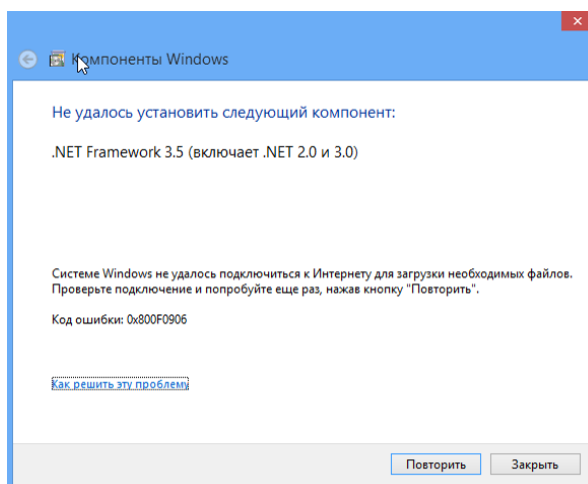 Компоненты Windows
Не удалось установить следующий компонент:
.NET Framework 3.5 (включает .NET 2.0 и 3.0)
Системе Windows не удалось подключиться к Интернету для загрузки необходимых файлов.
Проверьте подключение и попробуйте еще раз, нажав кнопку "Повторить".
Код ошибки: 0x800F0906
Как решить эту проблему
Повторить Закрыть